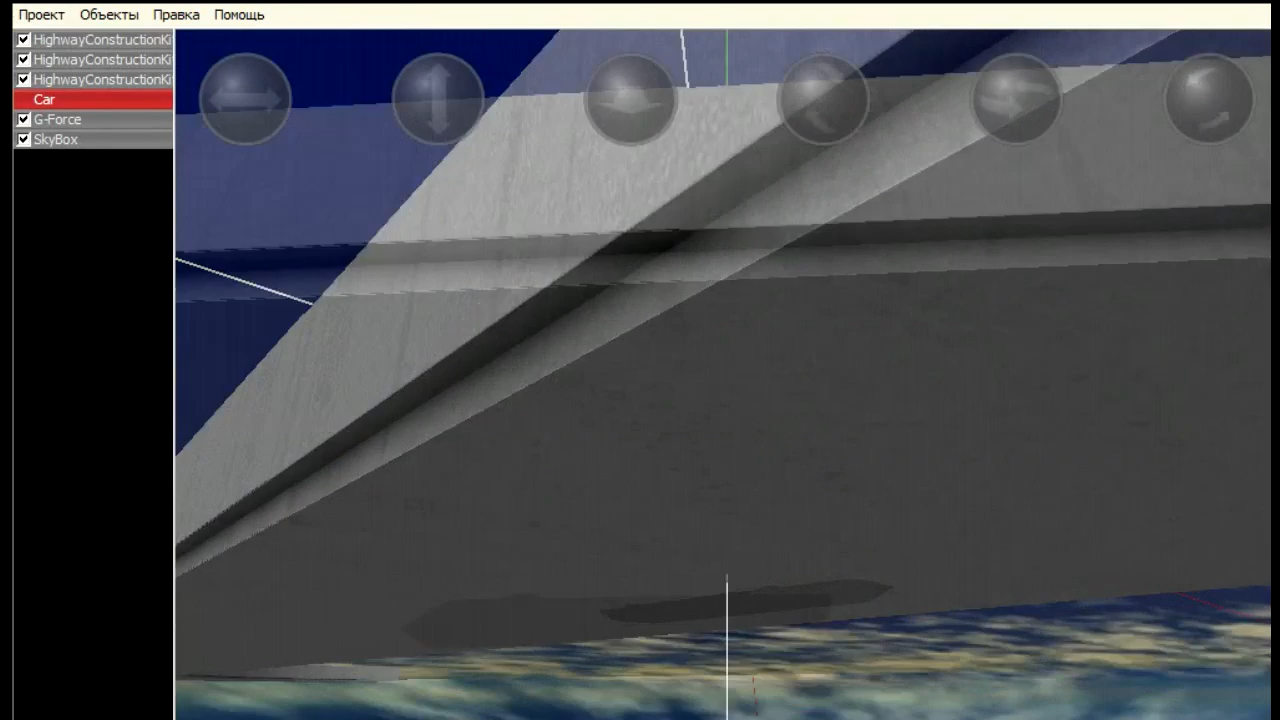 Проект Объекты Правка Помощь
HighwayConstructionKi
HighwayConstructionKi
HighwayConstructionKi
Car
G-Force
SkyBox